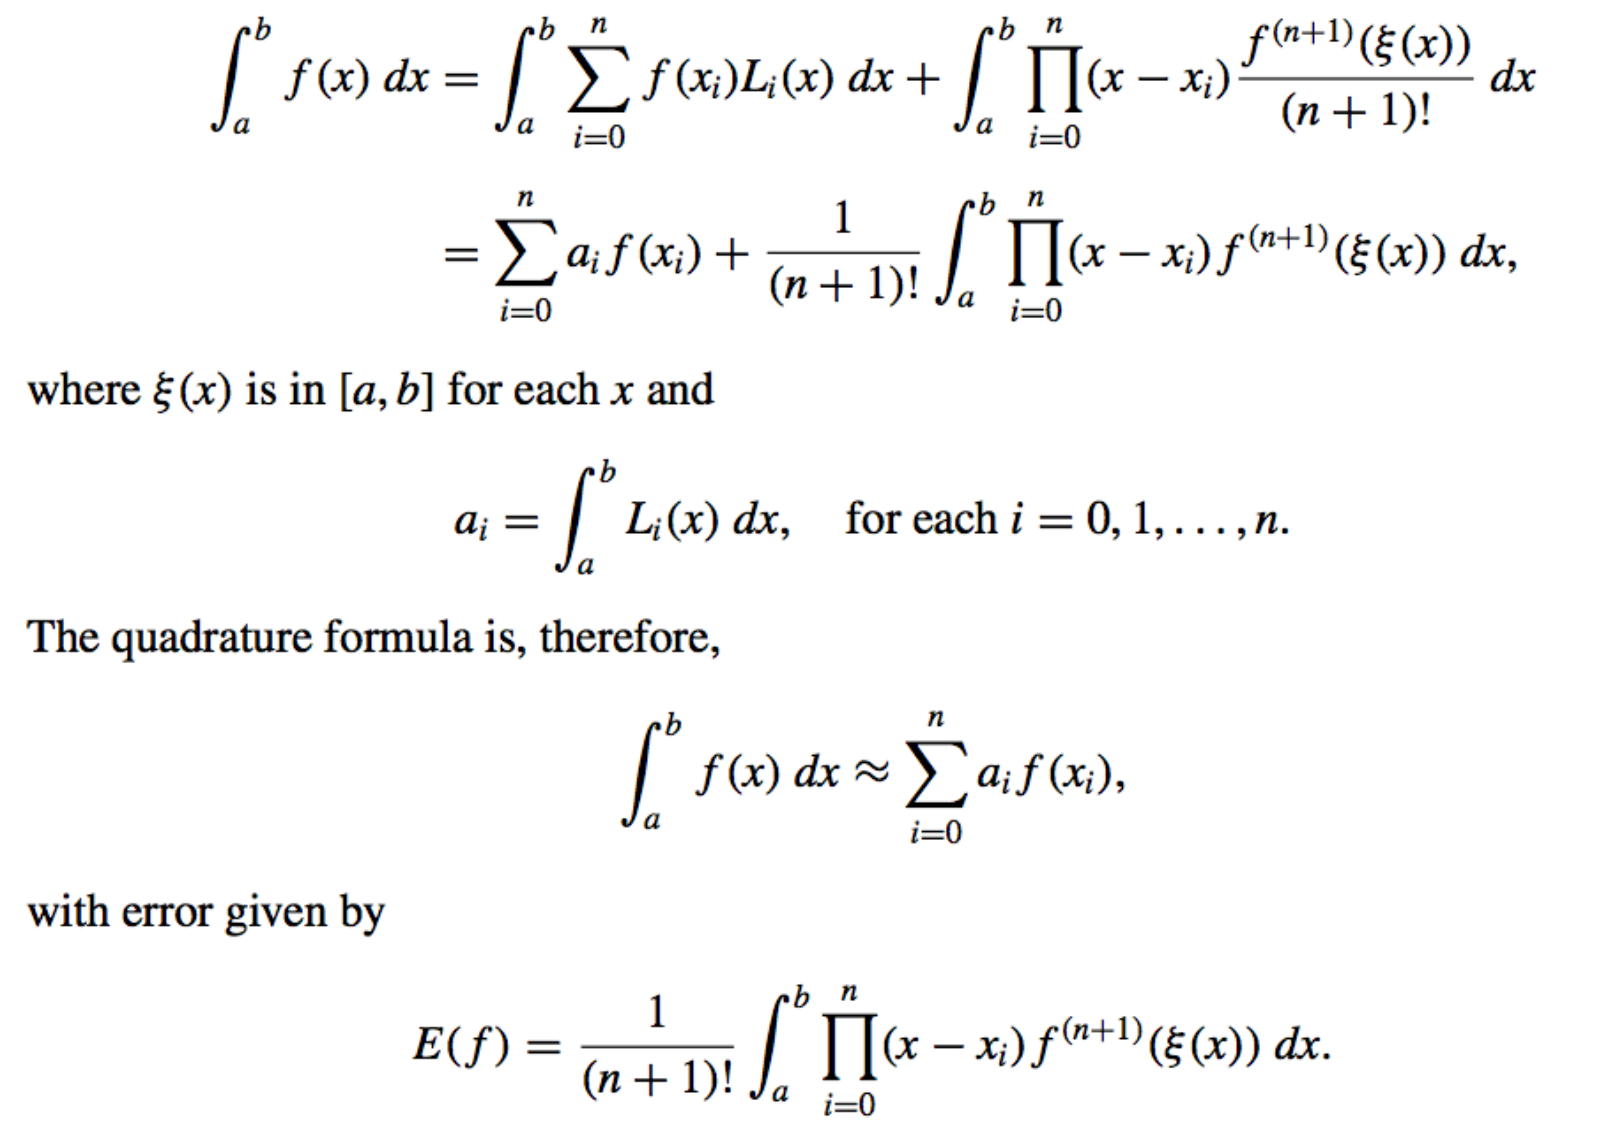 ∫_a^b f(x) dx = ∫_a^b ∑_{i=0}^n f(x_i)L_i(x) dx + ∫_a^b ∏_{i=0}^n (x − x_i) \frac{f^{(n+1)}(ξ(x))}{(n + 1)!} dx
= ∑_{i=0}^n a_i f(x_i) + \frac{1}{(n + 1)!} ∫_a^b ∏_{i=0}^n (x − x_i) f^{(n+1)}(ξ(x)) dx,
where ξ(x) is in [a, b] for each x and
a_i = ∫_a^b L_i(x) dx, for each i = 0, 1, . . . , n.
The quadrature formula is, therefore,
∫_a^b f(x) dx ≈ ∑_{i=0}^n a_i f(x_i),
with error given by
E(f) = \frac{1}{(n + 1)!} ∫_a^b ∏_{i=0}^n (x − x_i) f^{(n+1)}(ξ(x)) dx.